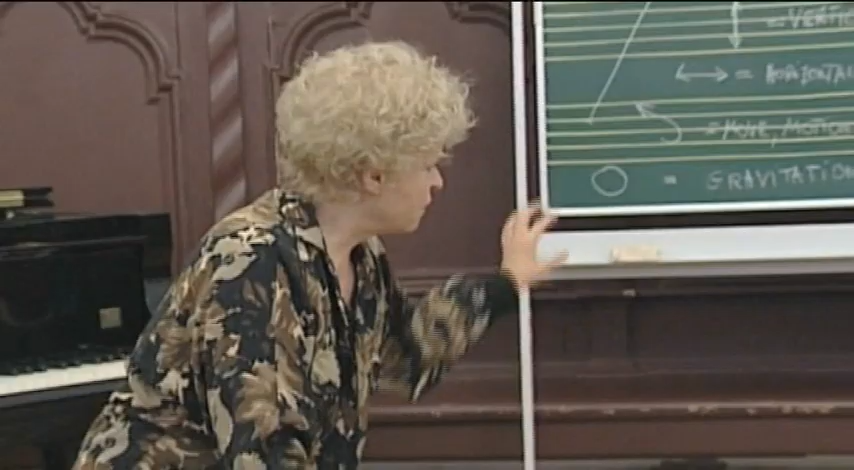 = VERTIC
= HORIZONTAL
= MOVE, MOTION
= GRAVITATION